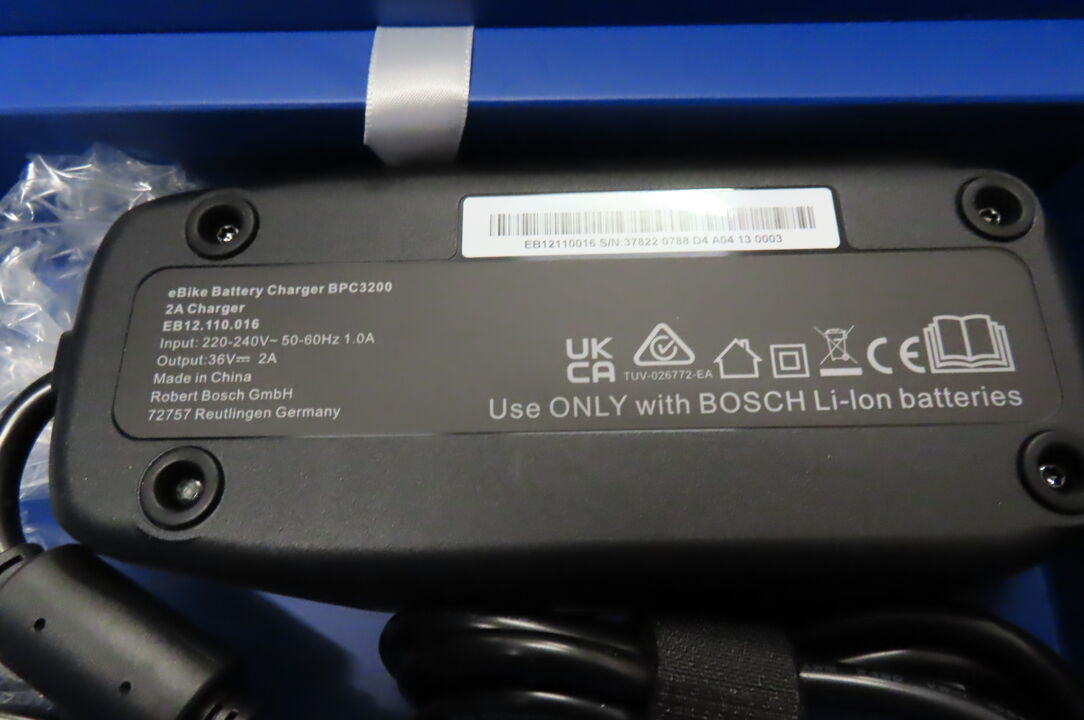 EB12110016 S/N:37822 0788 D4 A04 13 0003
eBike Battery Charger BPC3200
2A Charger
EB12.110.016
Input: 220-240V~ 50-60Hz 1.0A
Output:36V⎓ 2A
Made in China
Robert Bosch GmbH
72757 Reutlingen Germany
UK
CA
TUV-026772-EA
CE
Use ONLY with BOSCH Li-Ion batteries